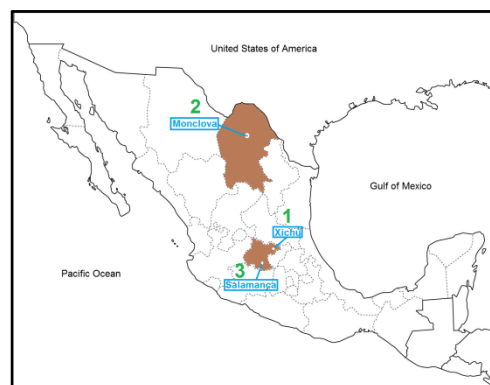 United States of America
2
Monclova
Gulf of Mexico
1
Xichú
Pacific Ocean
3
Salamanca